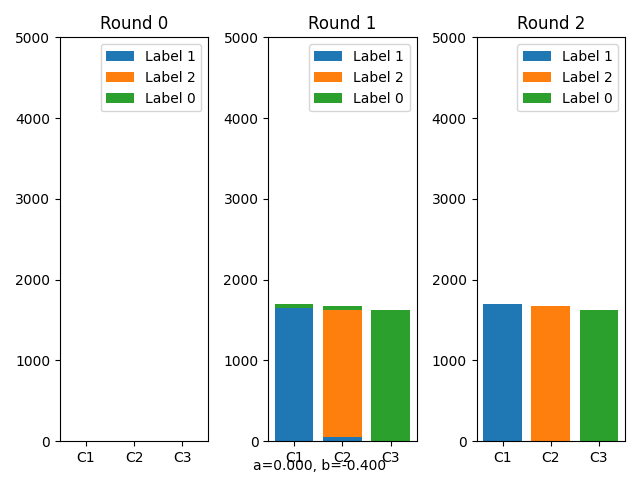 Round 0
5000
4000
3000
2000
1000
0
C1 C2 C3
Label 1
Label 2
Label 0
Round 1
5000
4000
3000
2000
1000
0
C1 C2 C3
Label 1
Label 2
Label 0
Round 2
5000
4000
3000
2000
1000
0
C1 C2 C3
Label 1
Label 2
Label 0
a=0.000, b=-0.400